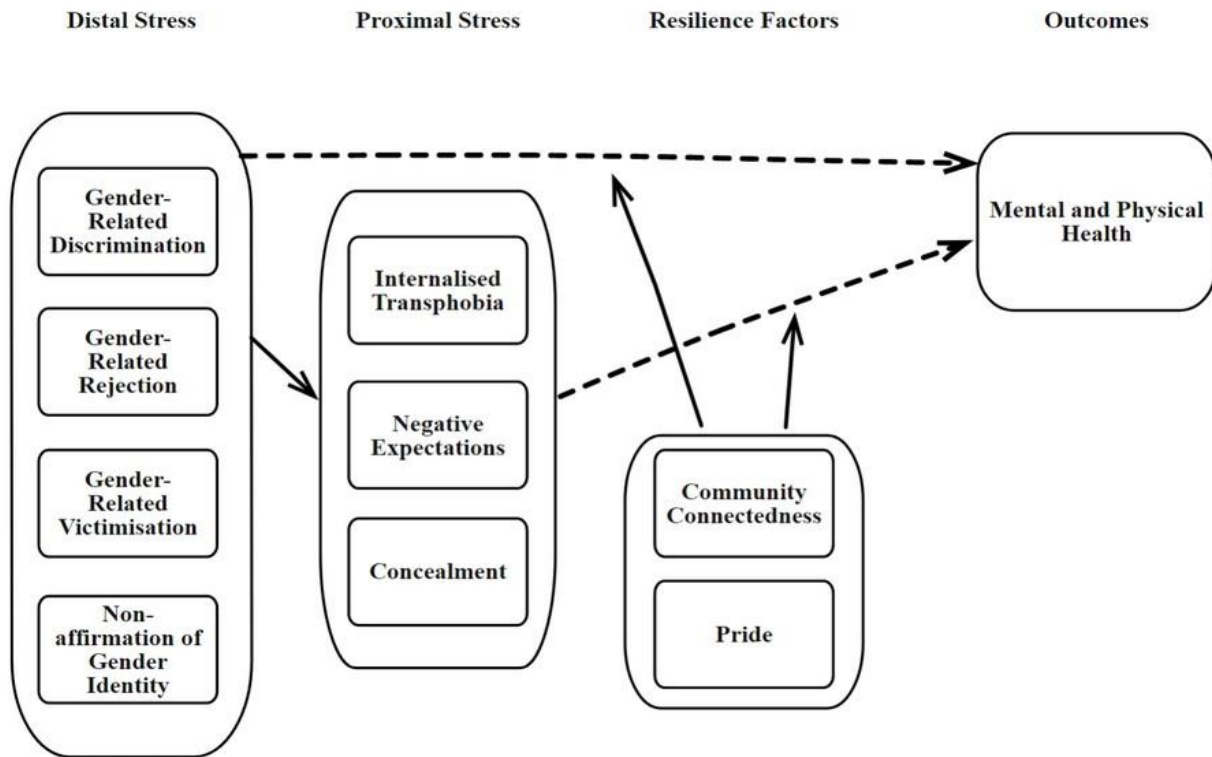 Distal Stress
Proximal Stress
Resilience Factors
Outcomes
Gender-
Related
Discrimination
Gender-
Related
Rejection
Gender-
Related
Victimisation
Non-
affirmation of
Gender
Identity
Internalised
Transphobia
Negative
Expectations
Concealment
Community
Connectedness
Pride
Mental and Physical
Health